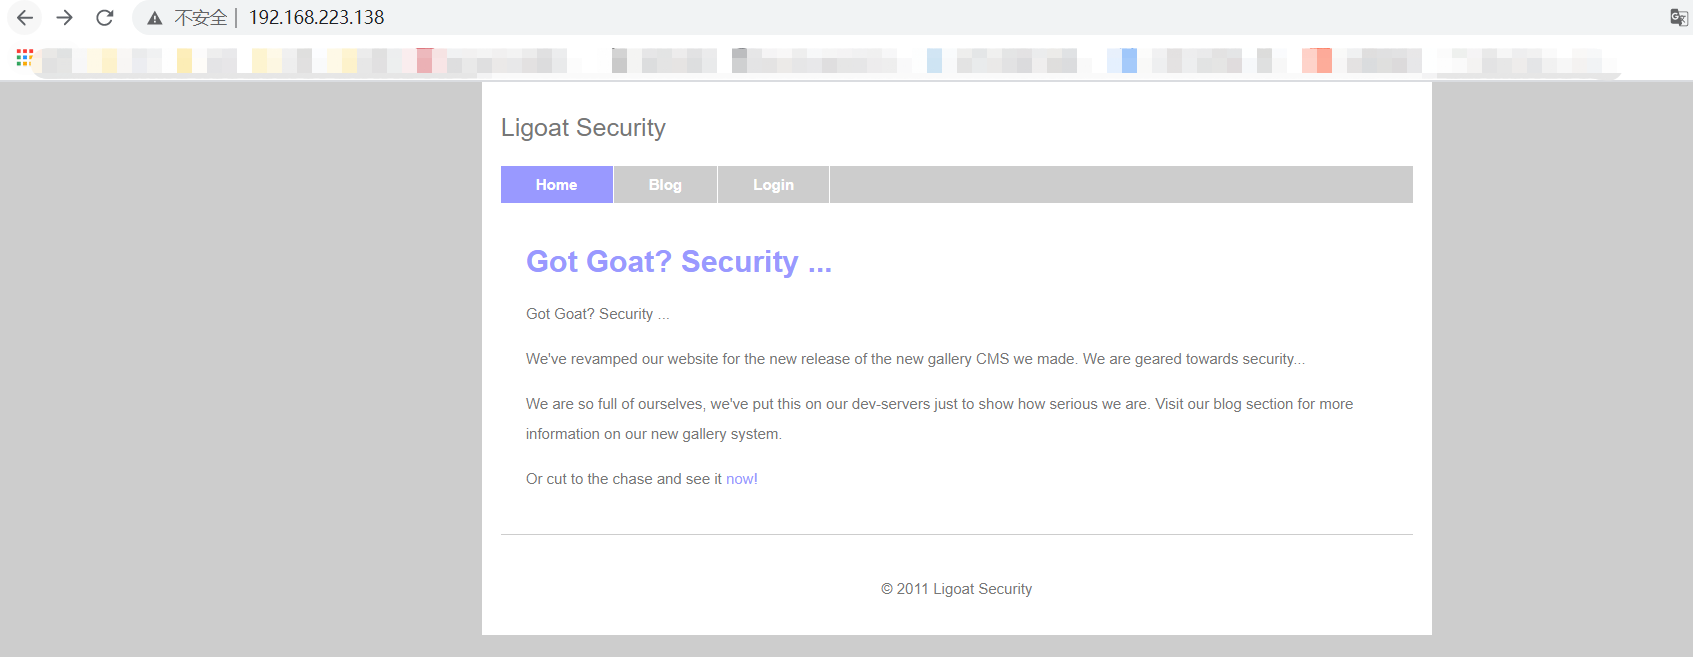 不安全 192.168.223.138
Ligoat Security
Home Blog Login
Got Goat? Security ...
Got Goat? Security ...
We've revamped our website for the new release of the new gallery CMS we made. We are geared towards security...
We are so full of ourselves, we've put this on our dev-servers just to show how serious we are. Visit our blog section for more
information on our new gallery system.
Or cut to the chase and see it now!
© 2011 Ligoat Security